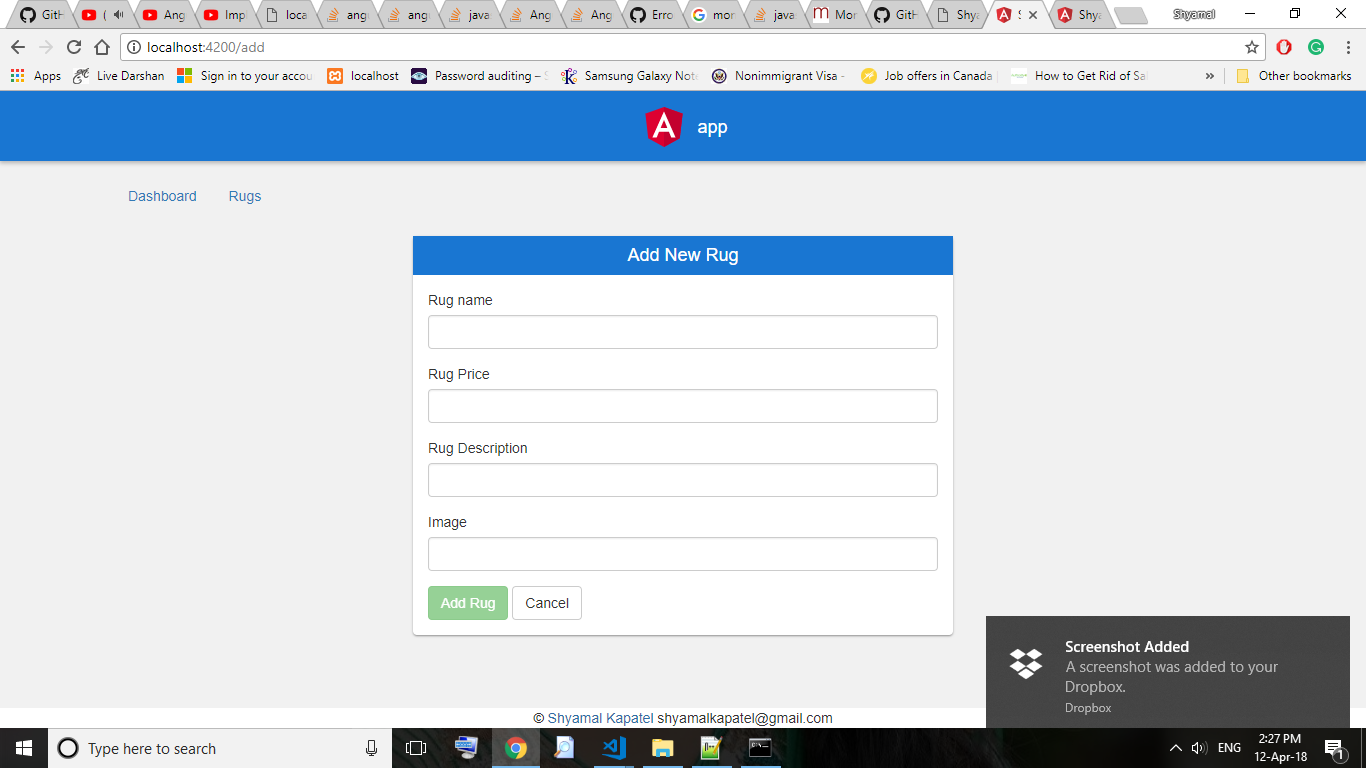 GitH
(
Ang
Imp
loca
ang
ang
java
Ang
Ang
Erro
mor
java
Mor
GitH
Shya
S
Shya
Shyamal
localhost:4200/add
Apps
Live Darshan
Sign in to your accou
localhost
Password auditing – S
Samsung Galaxy Not
Nonimmigrant Visa -
Job offers in Canada
How to Get Rid of Sa
»
Other bookmarks
app
Dashboard
Rugs
Add New Rug
Rug name
Rug Price
Rug Description
Image
Add Rug
Cancel
Screenshot Added
A screenshot was added to your
Dropbox.
Dropbox
© Shyamal Kapatel shyamalkapatel@gmail.com
Type here to search
ENG
2:27 PM
12-Apr-18
1